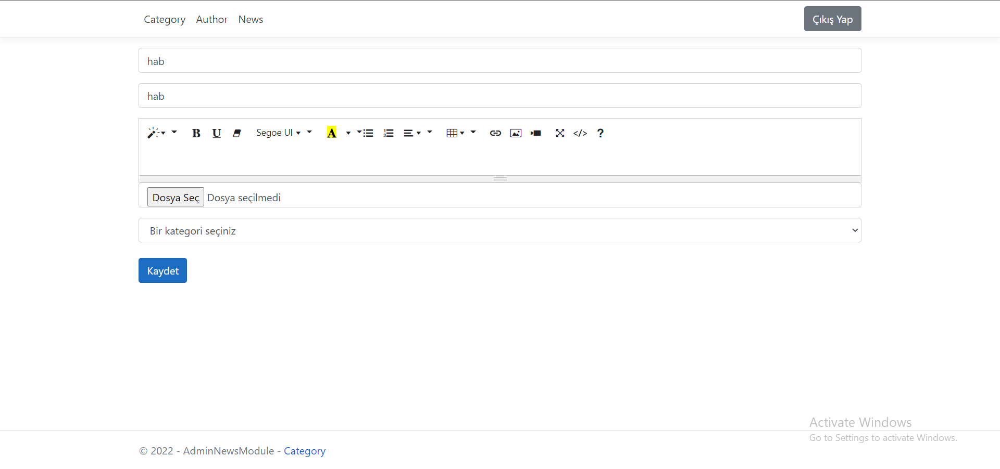 Category Author News Çıkış Yap
hab
hab
B U Segoe UI A </> ?
Dosya Seç Dosya seçilmedi
Bir kategori seçiniz
Kaydet
Activate Windows
Go to Settings to activate Windows.
© 2022 - AdminNewsModule - Category